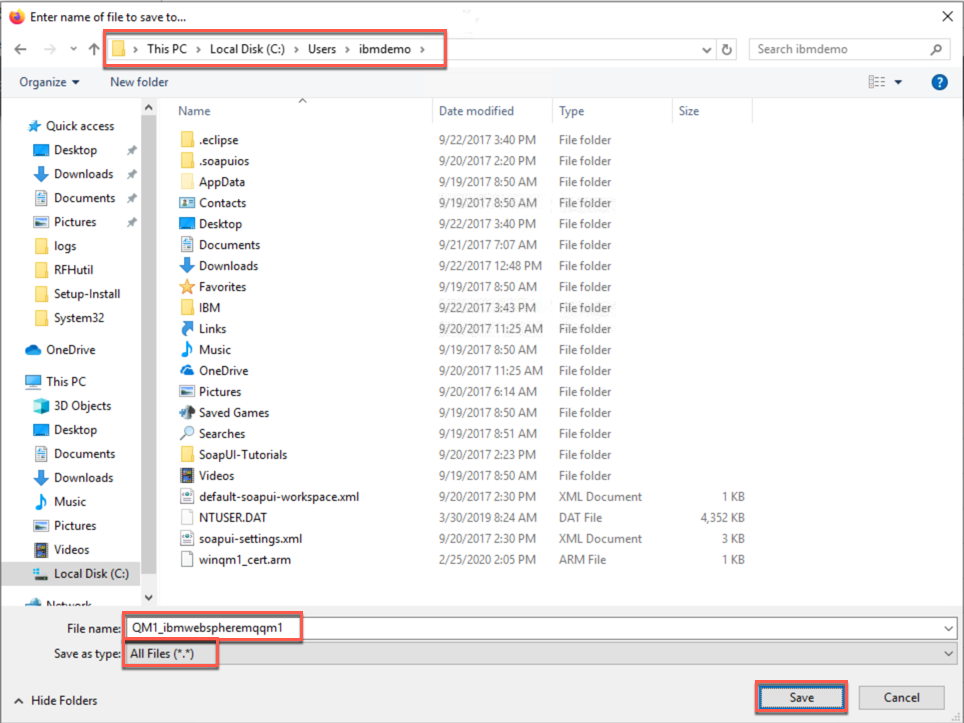 Enter name of file to save to...
This PC > Local Disk (C:) > Users > ibmdemo >
Search ibmdemo
Organize New folder
?
Name Date modified Type Size
Quick access
Desktop
Downloads
Documents
Pictures
logs
RFHutil
Setup-Install
System32
OneDrive
This PC
3D Objects
Desktop
Documents
Downloads
Music
Pictures
Videos
Local Disk (C:)
Network
.eclipse 9/22/2017 3:40 PM File folder
.soapuios 9/20/2017 2:20 PM File folder
AppData 9/19/2017 8:50 AM File folder
Contacts 9/19/2017 8:50 AM File folder
Desktop 9/22/2017 3:40 PM File folder
Documents 9/21/2017 7:07 AM File folder
Downloads 9/22/2017 12:48 PM File folder
Favorites 9/19/2017 8:50 AM File folder
IBM 9/22/2017 3:43 PM File folder
Links 9/20/2017 11:25 AM File folder
Music 9/19/2017 8:50 AM File folder
OneDrive 9/20/2017 11:25 AM File folder
Pictures 9/20/2017 6:14 AM File folder
Saved Games 9/19/2017 8:50 AM File folder
Searches 9/19/2017 8:51 AM File folder
SoapUI-Tutorials 9/20/2017 2:23 PM File folder
Videos 9/19/2017 8:50 AM File folder
default-soapui-workspace.xml 9/20/2017 2:30 PM XML Document 1 KB
NTUSER.DAT 3/30/2019 8:24 AM DAT File 4,352 KB
soapui-settings.xml 9/20/2017 2:30 PM XML Document 3 KB
winqm1_cert.arm 2/25/2020 2:05 PM ARM File 1 KB
File name: QM1_ibmwebspheremqqm1
Save as type: All Files (*.*)
Hide Folders
Save Cancel